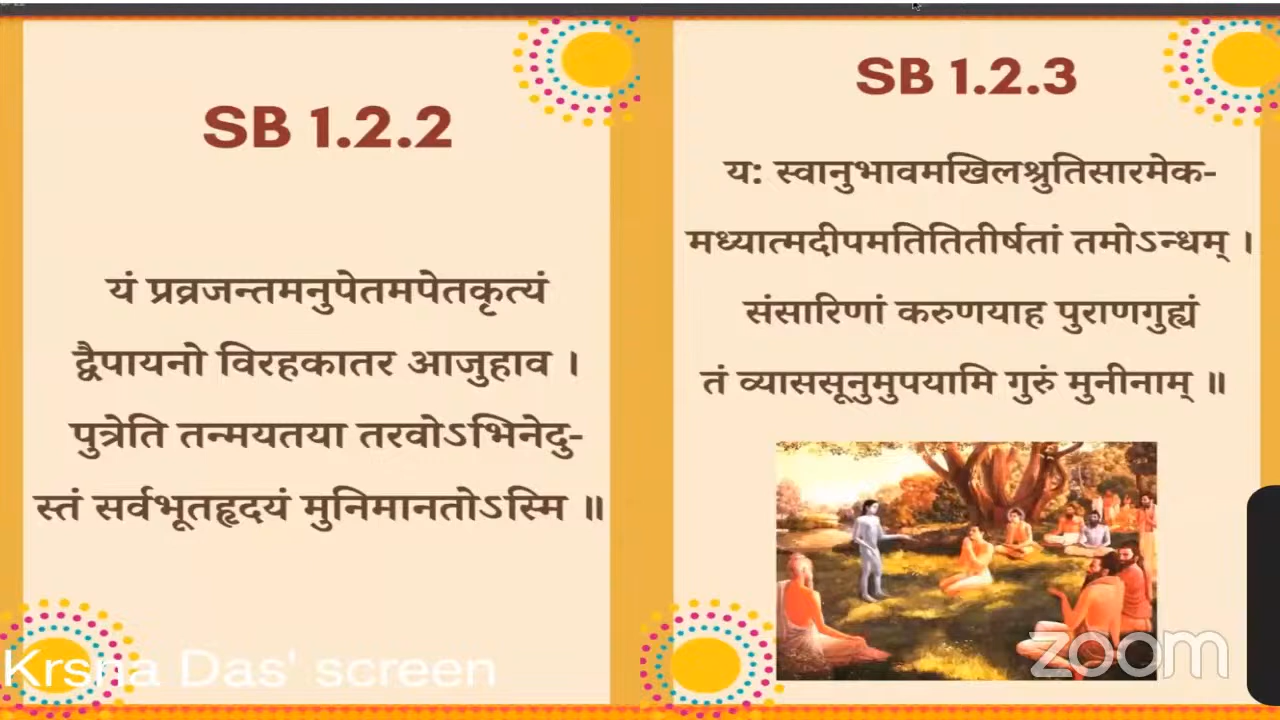 SB 1.2.2
यं प्रव्रजन्तमनुपेतमपेतकृत्यं
द्वैपायनो विरहकातर आजुहाव ।
पुत्रेति तन्मयतया तरवोऽभिनेदु-
स्तं सर्वभूतहृदयं मुनिमानतोऽस्मि ॥
SB 1.2.3
य: स्वानुभावमखिलश्रुतिसारमेक-
मध्यात्मदीपमतितितीर्षतां तमोऽन्धम् ।
संसारिणां करुणयाह पुराणगुह्यं
तं व्याससूनुमुपयामि गुरुं मुनीनाम् ॥
Krsna Das' screen
zoom